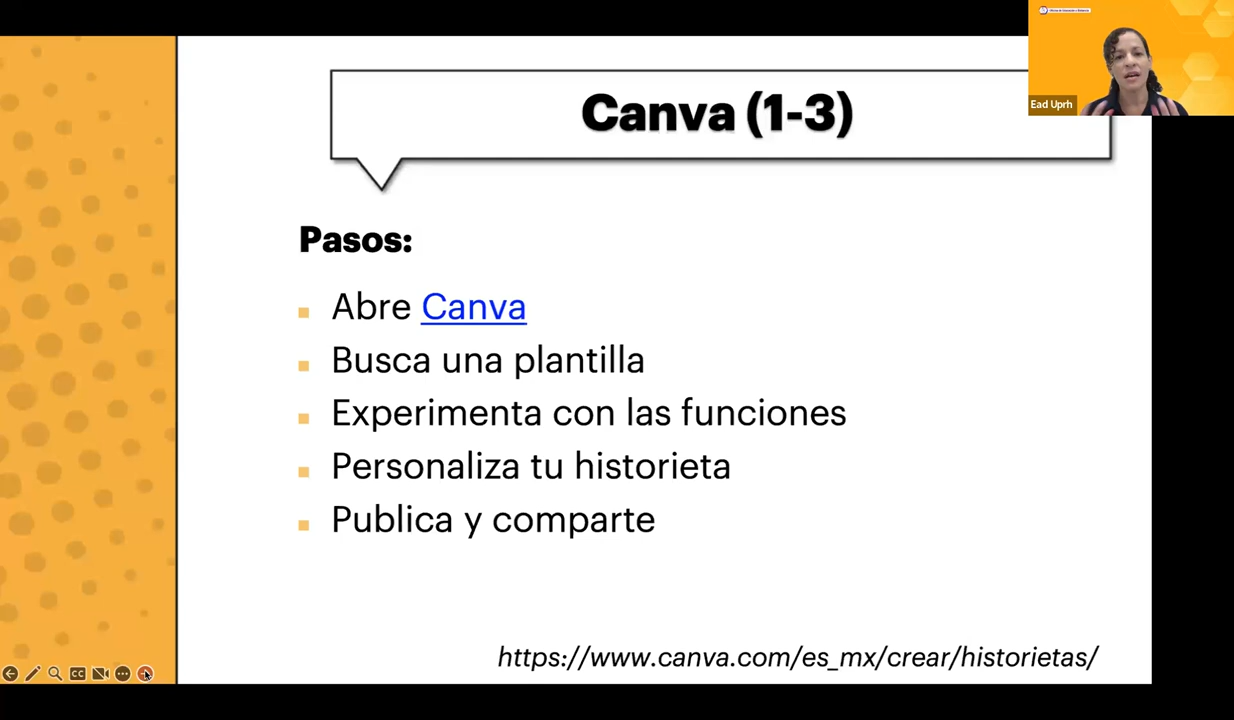 Canva (1-3)
Ead Uprh
Pasos:
Abre Canva
Busca una plantilla
Experimenta con las funciones
Personaliza tu historieta
Publica y comparte
https://www.canva.com/es_mx/crear/historietas/
CC